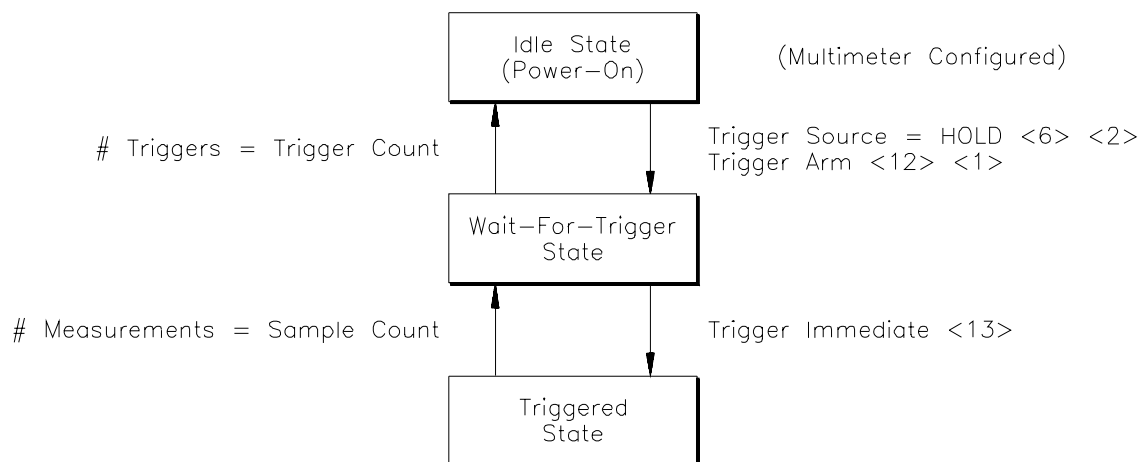 Idle State
(Power-On)
(Multimeter Configured)
# Triggers = Trigger Count
Trigger Source = HOLD <6> <2>
Trigger Arm <12> <1>
Wait-For-Trigger
State
# Measurements = Sample Count
Trigger Immediate <13>
Triggered
State